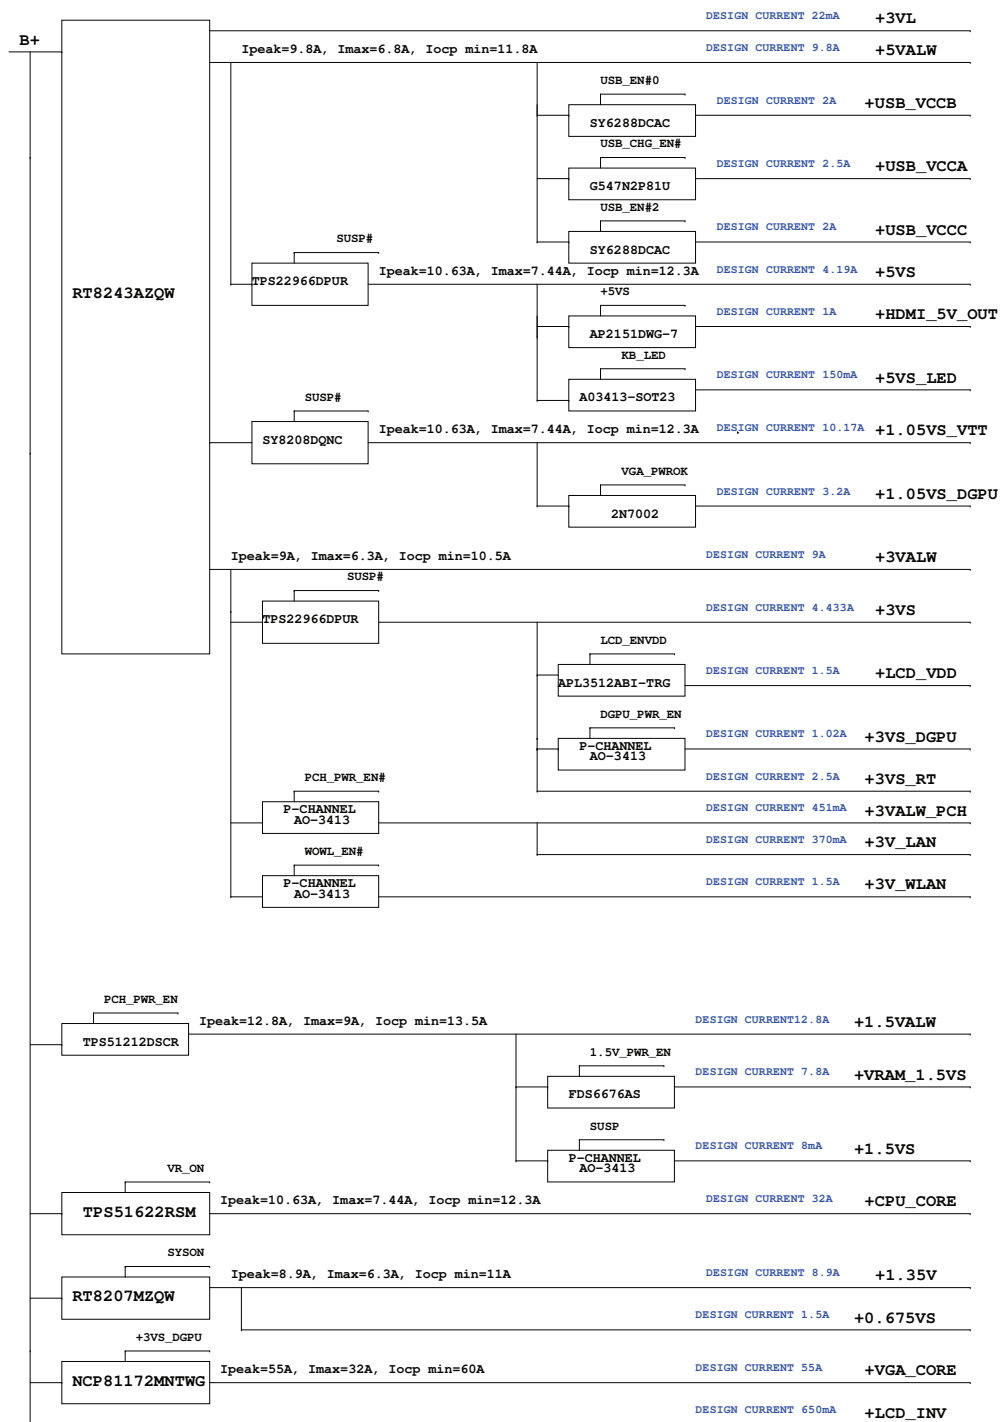 DESIGN CURRENT 22mA +3VL
B+
Ipeak=9.8A, Imax=6.8A, Iocp min=11.8A DESIGN CURRENT 9.8A +5VALW
USB_EN#0
DESIGN CURRENT 2A +USB_VCCB
SY6288DCAC
USB_CHG_EN#
DESIGN CURRENT 2.5A +USB_VCCA
G547N2P81U
USB_EN#2
DESIGN CURRENT 2A +USB_VCCC
SUSP#
SY6288DCAC
Ipeak=10.63A, Imax=7.44A, Iocp min=12.3A DESIGN CURRENT 4.19A +5VS
TPS22966DPUR
RT8243AZQW
+5VS
DESIGN CURRENT 1A +HDMI_5V_OUT
AP2151DWG-7
KB_LED
DESIGN CURRENT 150mA +5VS_LED
A03413-SOT23
SUSP#
Ipeak=10.63A, Imax=7.44A, Iocp min=12.3A DESIGN CURRENT 10.17A +1.05VS_VTT
SY8208DQNC
VGA_PWROK
DESIGN CURRENT 3.2A +1.05VS_DGPU
2N7002
Ipeak=9A, Imax=6.3A, Iocp min=10.5A DESIGN CURRENT 9A +3VALW
SUSP#
DESIGN CURRENT 4.433A +3VS
TPS22966DPUR
LCD_ENVDD
DESIGN CURRENT 1.5A +LCD_VDD
APL3512ABI-TRG
DGPU_PWR_EN
DESIGN CURRENT 1.02A +3VS_DGPU
P-CHANNEL
AO-3413
PCH_PWR_EN#
DESIGN CURRENT 2.5A +3VS_RT
P-CHANNEL
AO-3413
DESIGN CURRENT 451mA +3VALW_PCH
DESIGN CURRENT 370mA +3V_LAN
WOWL_EN#
DESIGN CURRENT 1.5A +3V_WLAN
P-CHANNEL
AO-3413
PCH_PWR_EN
Ipeak=12.8A, Imax=9A, Iocp min=13.5A DESIGN CURRENT12.8A +1.5VALW
TPS51212DSCR
1.5V_PWR_EN
DESIGN CURRENT 7.8A +VRAM_1.5VS
FDS6676AS
SUSP
DESIGN CURRENT 8mA +1.5VS
P-CHANNEL
AO-3413
VR_ON
Ipeak=10.63A, Imax=7.44A, Iocp min=12.3A DESIGN CURRENT 32A +CPU_CORE
TPS51622RSM
SYSON
Ipeak=8.9A, Imax=6.3A, Iocp min=11A DESIGN CURRENT 8.9A +1.35V
RT8207MZQW
DESIGN CURRENT 1.5A +0.675VS
+3VS_DGPU
Ipeak=55A, Imax=32A, Iocp min=60A DESIGN CURRENT 55A +VGA_CORE
NCP81172MNTWG
DESIGN CURRENT 650mA +LCD_INV